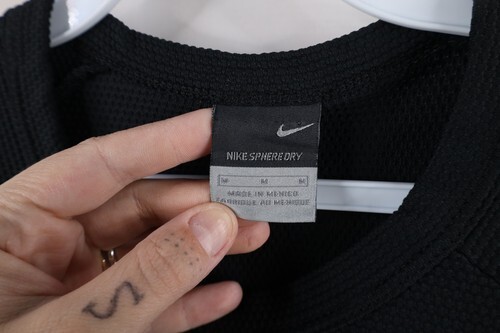 NIKE SPHERE DRY
M M M
MADE IN MEXICO
FABRIQUE AU MEXIQUE
S